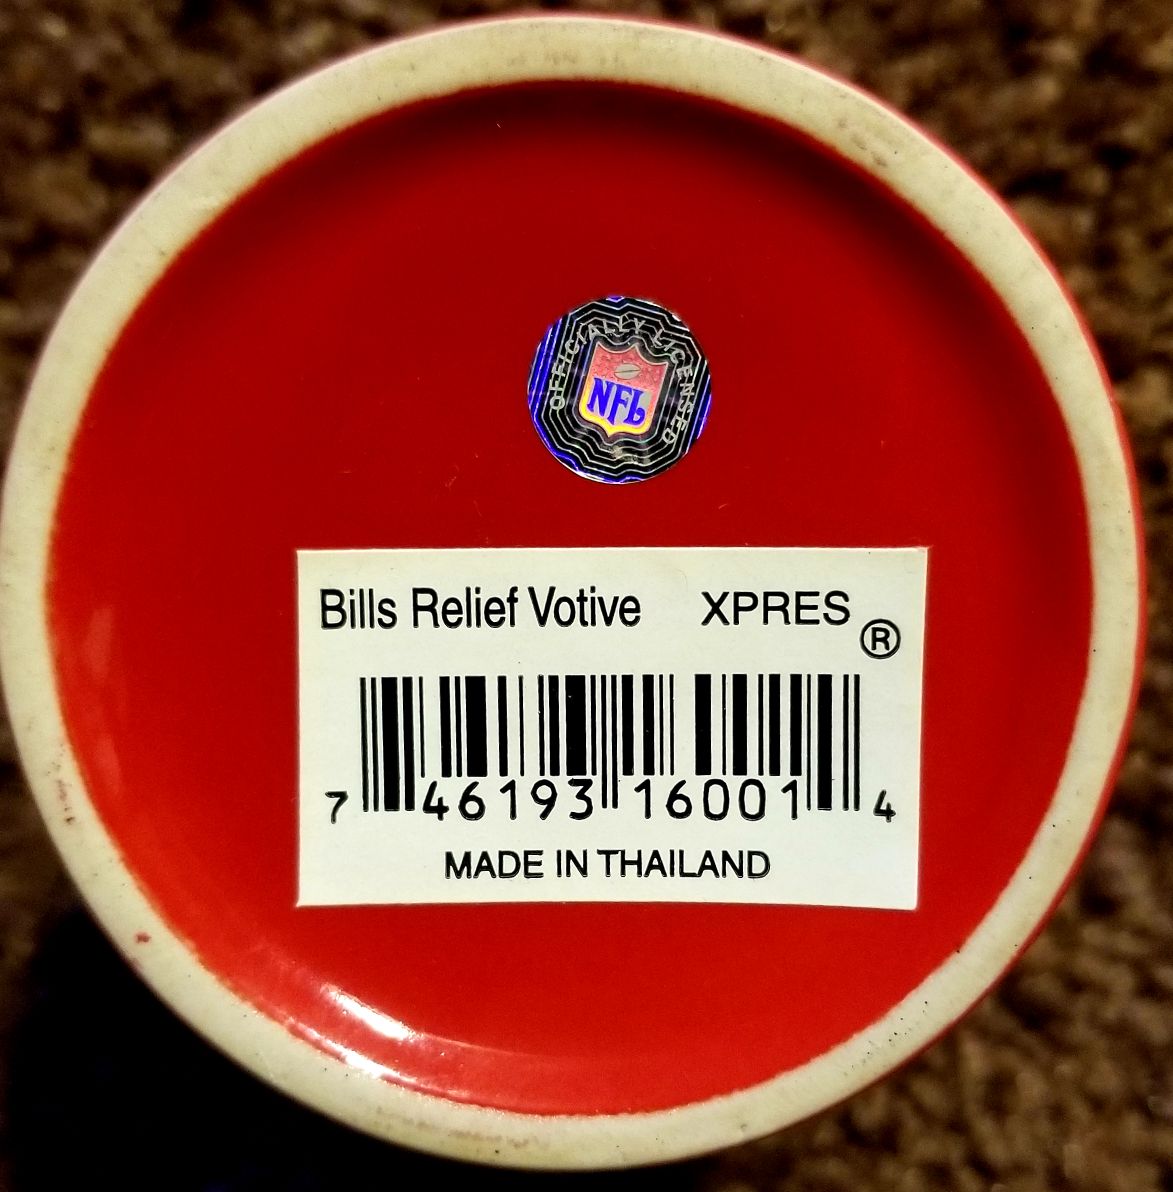 OFFICIALLY LICENSED
NFL
Bills Relief Votive XPRES ®
7 46193 16001 4
MADE IN THAILAND